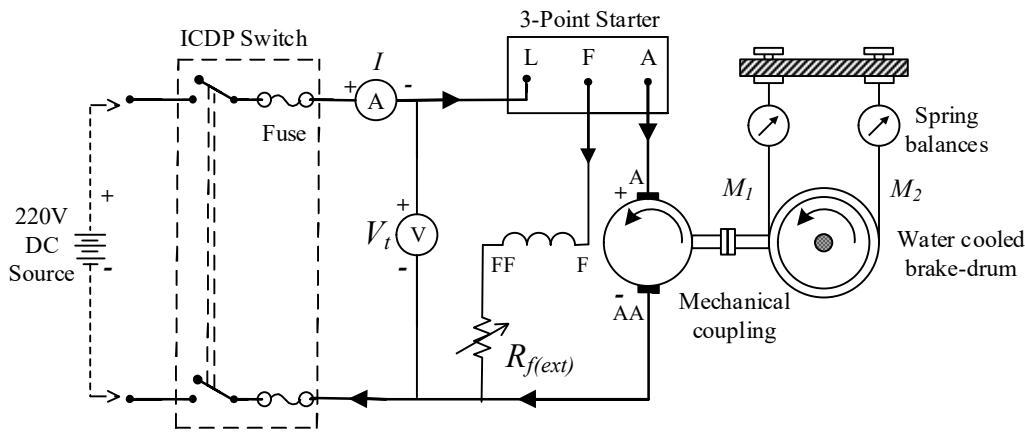 3-Point Starter
ICDP Switch
L F A
I
+ A -
Fuse
Spring
balances
+
A
+
M1
M2
220V
DC
Source
+
Vt
V
-
-
FF
F
Water cooled
brake-drum
-
AA
Mechanical
coupling
Rf(ext)